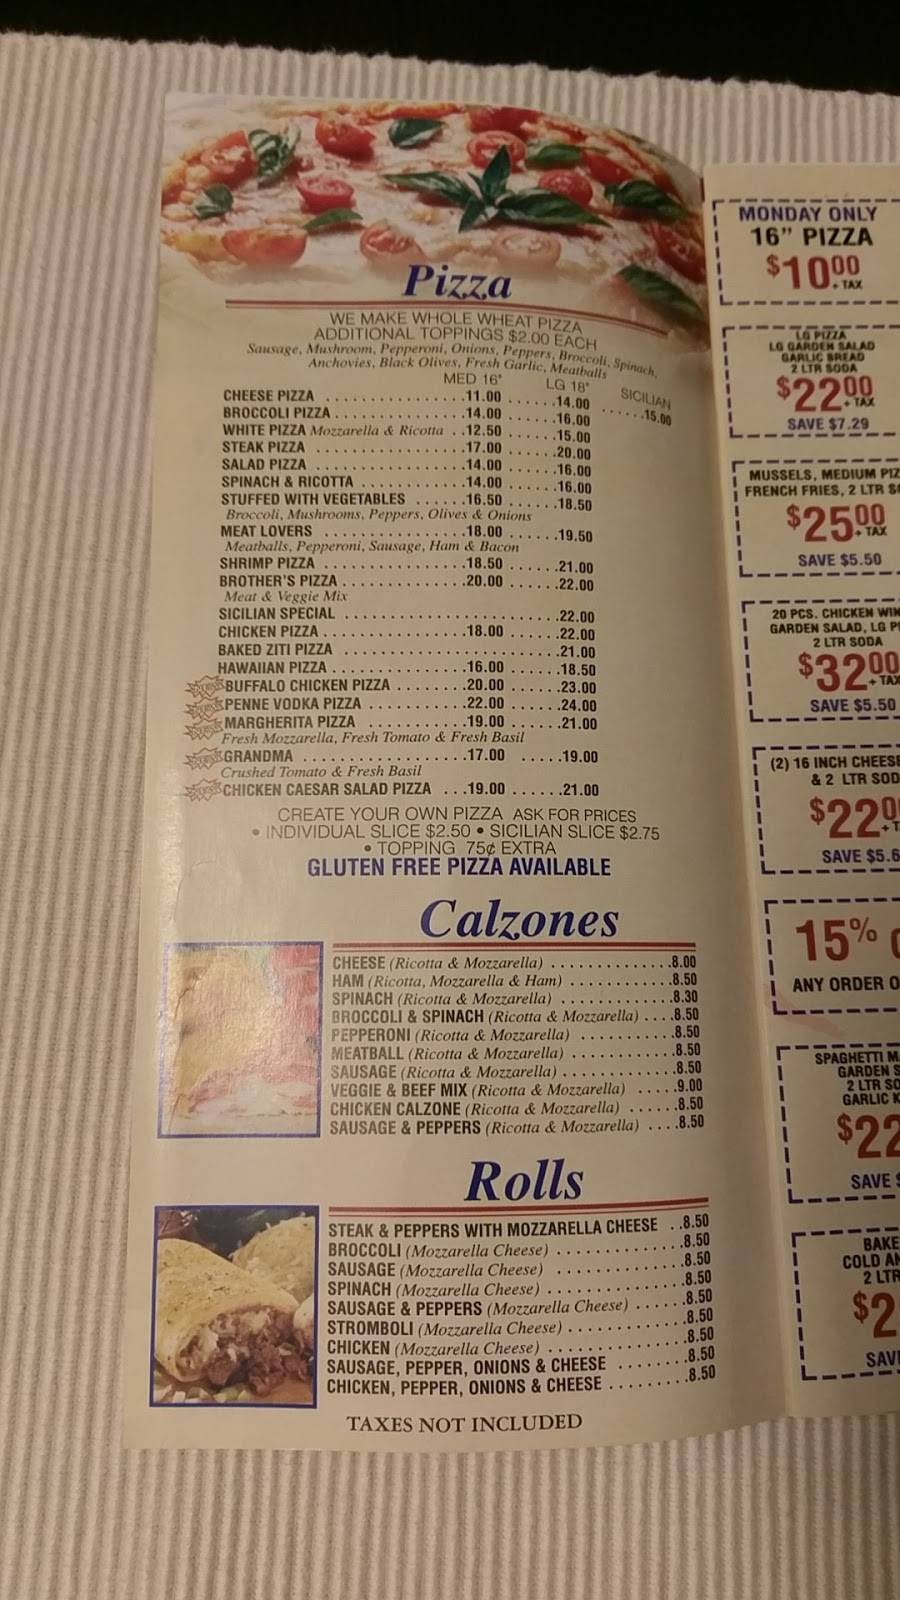 Pizza
WE MAKE WHOLE WHEAT PIZZA
ADDITIONAL TOPPINGS $2.00 EACH
Sausage, Mushroom, Pepperoni, Onions, Peppers, Broccoli, Spinach,
Anchovies, Black Olives, Fresh Garlic, Meatballs
MED 16" LG 18" SICILIAN
CHEESE PIZZA ................11.00 ......14.00 ......15.00
BROCCOLI PIZZA...............14.00 ......16.00
WHITE PIZZA Mozzarella & Ricotta ..12.50 ......15.00
STEAK PIZZA ..................17.00 ......20.00
SALAD PIZZA .................14.00 ......16.00
SPINACH & RICOTTA ............14.00 ......16.00
STUFFED WITH VEGETABLES ......16.50 ......18.50
Broccoli, Mushrooms, Peppers, Olives & Onions
MEAT LOVERS .................18.00 ......19.50
Meatballs, Pepperoni, Sausage, Ham & Bacon
SHRIMP PIZZA .................18.50 ......21.00
BROTHER'S PIZZA..............20.00 ......22.00
Meat & Veggie Mix
SICILIAN SPECIAL ..........................22.00
CHICKEN PIZZA................18.00 ......22.00
BAKED ZITI PIZZA ..........................21.00
HAWAIIAN PIZZA...............16.00 ......18.50
BUFFALO CHICKEN PIZZA ........20.00 ......23.00
PENNE VODKA PIZZA ............22.00 ......24.00
MARGHERITA PIZZA ...........19.00 ......21.00
Fresh Mozzarella, Fresh Tomato & Fresh Basil
GRANDMA ....................17.00 .....19.00
Crushed Tomato & Fresh Basil
CHICKEN CAESAR SALAD PIZZA ...19.00 ......21.00
CREATE YOUR OWN PIZZA ASK FOR PRICES
• INDIVIDUAL SLICE $2.50 • SICILIAN SLICE $2.75
• TOPPING 75¢ EXTRA
GLUTEN FREE PIZZA AVAILABLE
Calzones
CHEESE (Ricotta & Mozzarella) ..............8.00
HAM (Ricotta, Mozzarella & Ham) ............8.50
SPINACH (Ricotta & Mozzarella) .............8.30
BROCCOLI & SPINACH (Ricotta & Mozzarella) ....8.50
PEPPERONI (Ricotta & Mozzarella) ...........8.50
MEATBALL (Ricotta & Mozzarella) ............8.50
SAUSAGE (Ricotta & Mozzarella).............8.50
VEGGIE & BEEF MIX (Ricotta & Mozzarella) .....9.00
CHICKEN CALZONE (Ricotta & Mozzarella) ......8.50
SAUSAGE & PEPPERS (Ricotta & Mozzarella) ....8.50
Rolls
STEAK & PEPPERS WITH MOZZARELLA CHEESE ..8.50
BROCCOLI (Mozzarella Cheese) ..............8.50
SAUSAGE (Mozzarella Cheese) ..............8.50
SPINACH (Mozzarella Cheese) ...............8.50
SAUSAGE & PEPPERS (Mozzarella Cheese) ......8.50
STROMBOLI (Mozzarella Cheese).............8.50
CHICKEN (Mozzarella Cheese) ...............8.50
SAUSAGE, PEPPER, ONIONS & CHEESE ........8.50
CHICKEN, PEPPER, ONIONS & CHEESE .........8.50
TAXES NOT INCLUDED
MONDAY ONLY
16" PIZZA
$10.00
+ TAX
LG PIZZA
LG GARDEN SALAD
GARLIC BREAD
2 LTR SODA
$22.00
+ TAX
SAVE $7.29
MUSSELS, MEDIUM PIZ
FRENCH FRIES, 2 LTR
$25.00
+ TAX
SAVE $5.50
20 PCS. CHICKEN WIN
GARDEN SALAD, LG
2 LTR SODA
$32.00
+ TAX
SAVE $5.50
(2) 16 INCH CHEESE
& 2 LTR SOD
$22.0
SAVE $5.6
15%
ANY ORDER O
SPAGHETTI M
GARDEN S
2 LTR SO
GARLIC K
$22
SAVE $
BAKE
COLD AN
2 LTR
$2
SAV